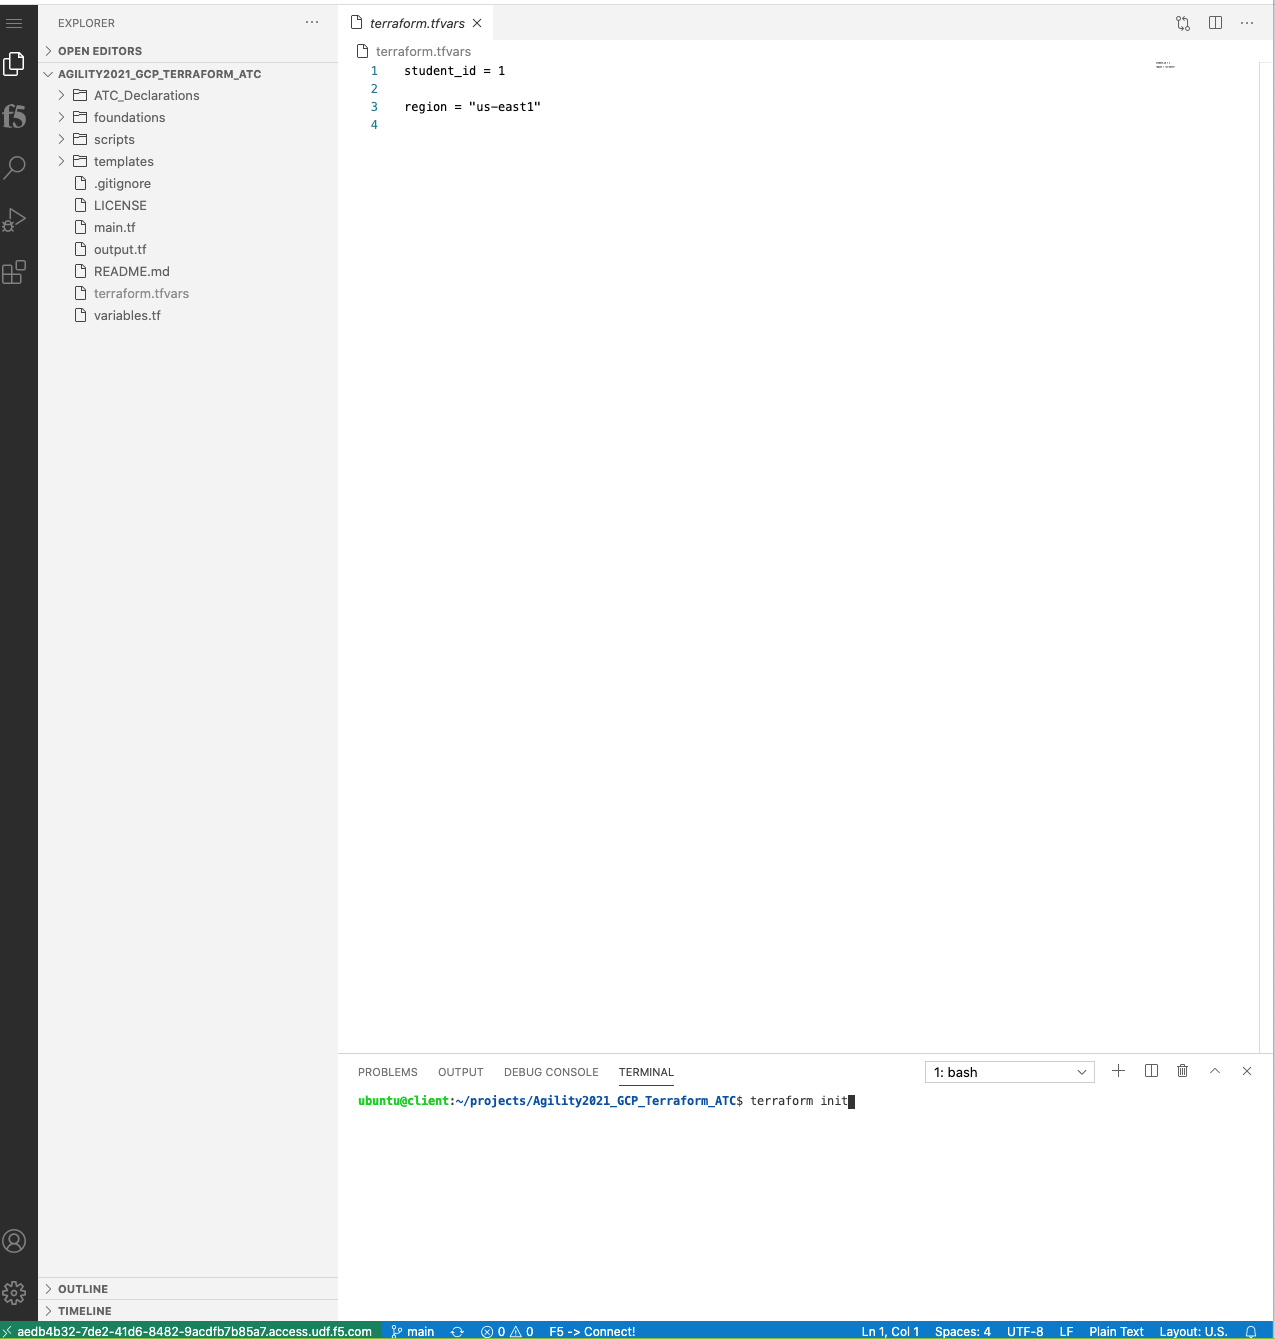 EXPLORER
OPEN EDITORS
AGILITY2021_GCP_TERRAFORM_ATC
ATC_Declarations
foundations
scripts
templates
.gitignore
LICENSE
main.tf
output.tf
README.md
terraform.tfvars
variables.tf
OUTLINE
TIMELINE
f5
terraform.tfvars
terraform.tfvars
1 student_id = 1
2
3 region = "us-east1"
4
PROBLEMS OUTPUT DEBUG CONSOLE TERMINAL 1: bash
ubuntu@client:~/projects/Agility2021_GCP_Terraform_ATC$ terraform init
aedb4b32-7de2-41d6-8482-9acdfb7b85a7.access.udf.f5.com main 0 0 F5 -> Connect! Ln 1, Col 1 Spaces: 4 UTF-8 LF Plain Text Layout: U.S.